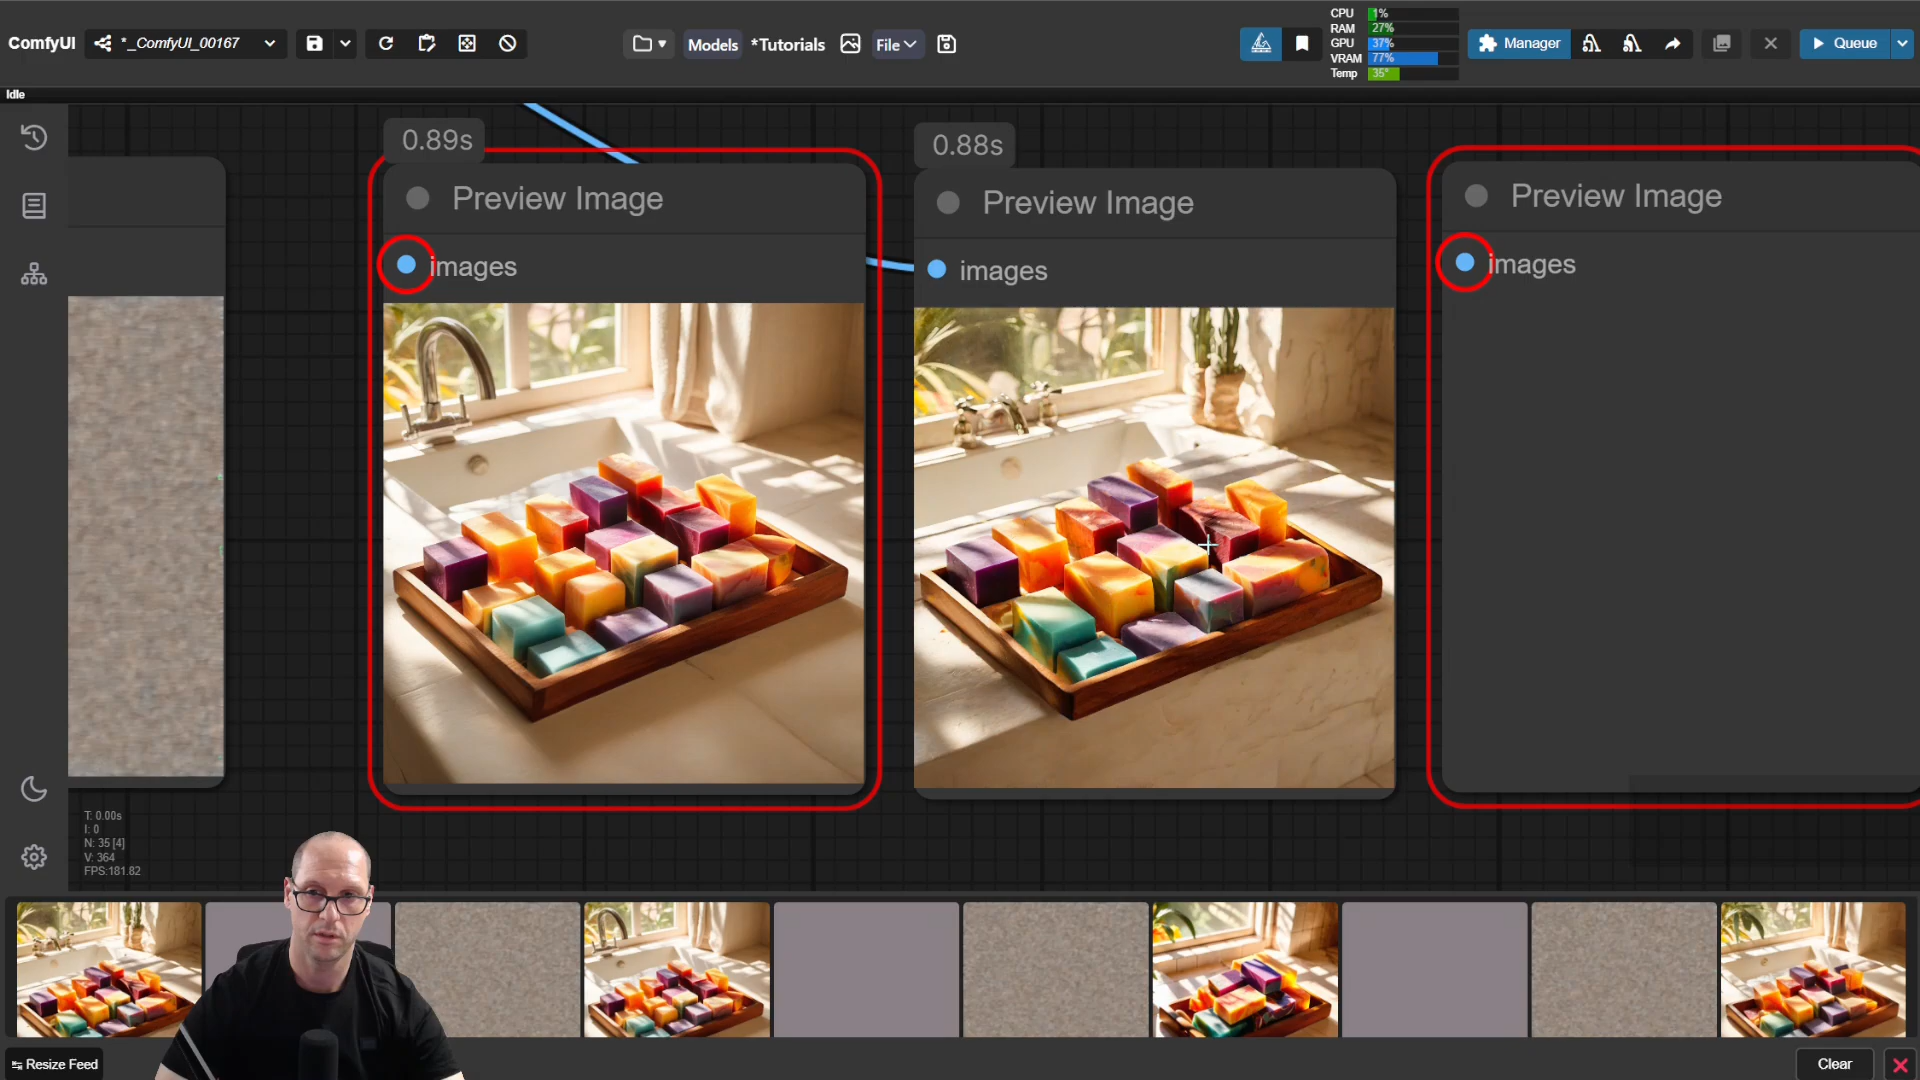 ComfyUI
*_ComfyUI_00167
Models
*Tutorials
File
CPU 1%
RAM 27%
GPU 37%
VRAM 77%
Temp 35°
Manager
Queue
Idle
0.89s
0.88s
Preview Image
Preview Image
Preview Image
images
images
images
T: 0.00s
I: 0
N: 35 [4]
V: 364
FPS:181.82
Resize Feed
Clear